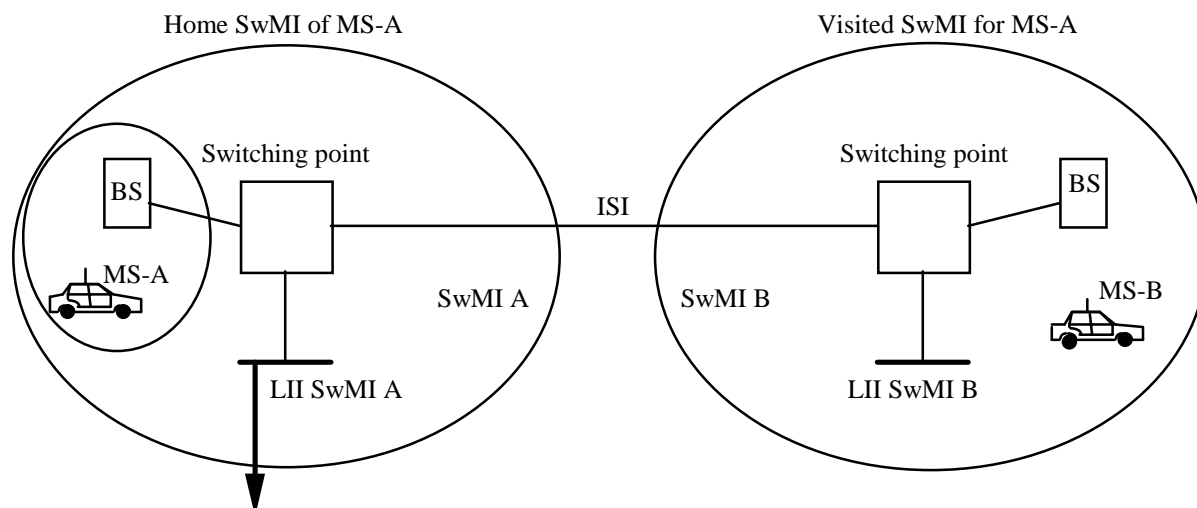 Home SwMI of MS-A
Visited SwMI for MS-A
Switching point
Switching point
BS
BS
ISI
MS-A
SwMI A
SwMI B
MS-B
LII SwMI A
LII SwMI B